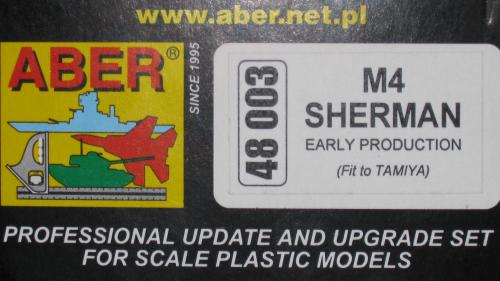 www.aber.net.pl
ABER®
SINCE 1995
48 003
M4
SHERMAN
EARLY PRODUCTION
(Fit to TAMIYA)
PROFESSIONAL UPDATE AND UPGRADE SET
FOR SCALE PLASTIC MODELS